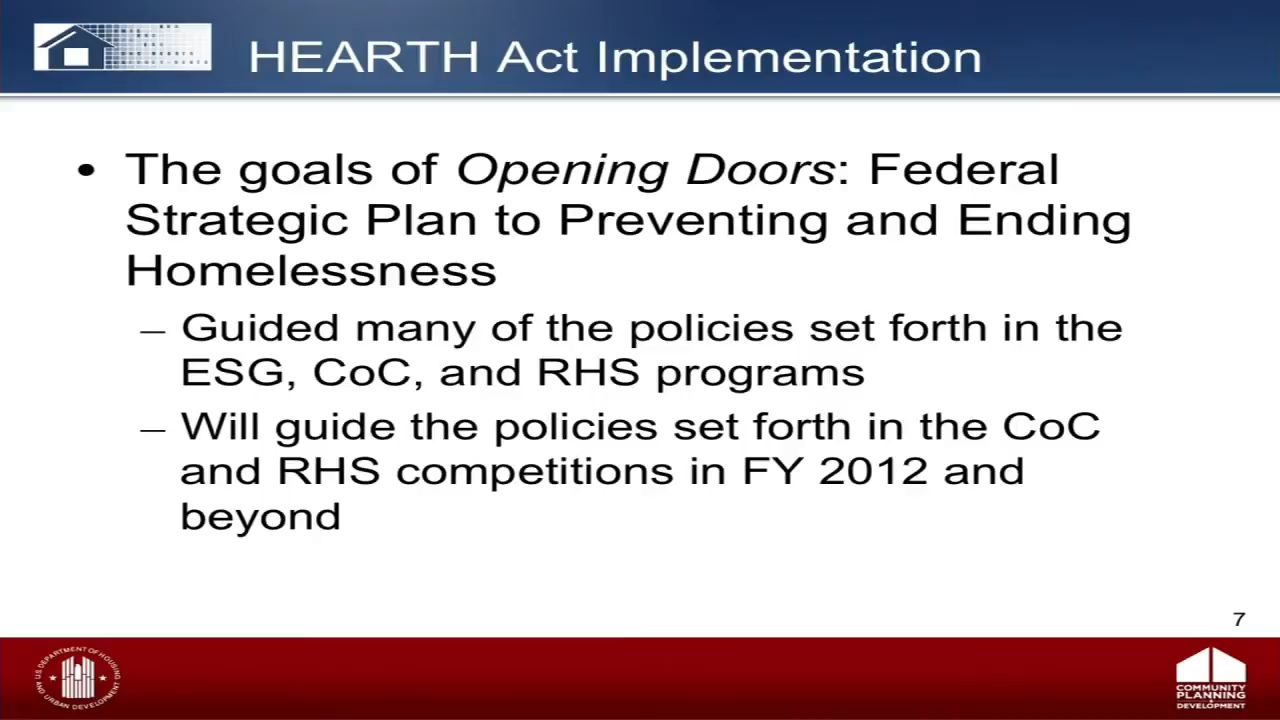 HEARTH Act Implementation
• The goals of Opening Doors: Federal
Strategic Plan to Preventing and Ending
Homelessness
– Guided many of the policies set forth in the
ESG, CoC, and RHS programs
– Will guide the policies set forth in the CoC
and RHS competitions in FY 2012 and
beyond
7
U.S. DEPARTMENT OF HOUSING
AND URBAN DEVELOPMENT
COMMUNITY
PLANNING
DEVELOPMENT